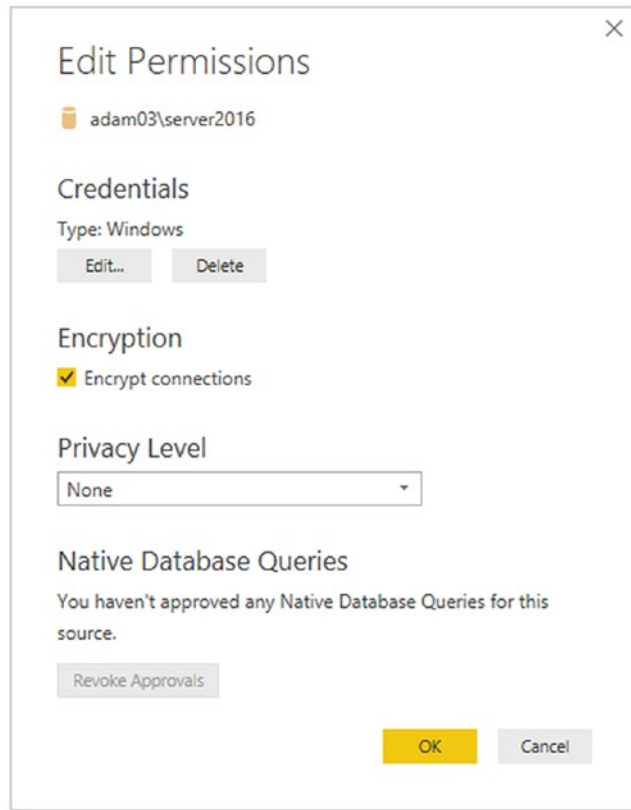 Edit Permissions
adam03\server2016
Credentials
Type: Windows
Edit... Delete
Encryption
Encrypt connections
Privacy Level
None
Native Database Queries
You haven't approved any Native Database Queries for this
source.
Revoke Approvals
OK Cancel